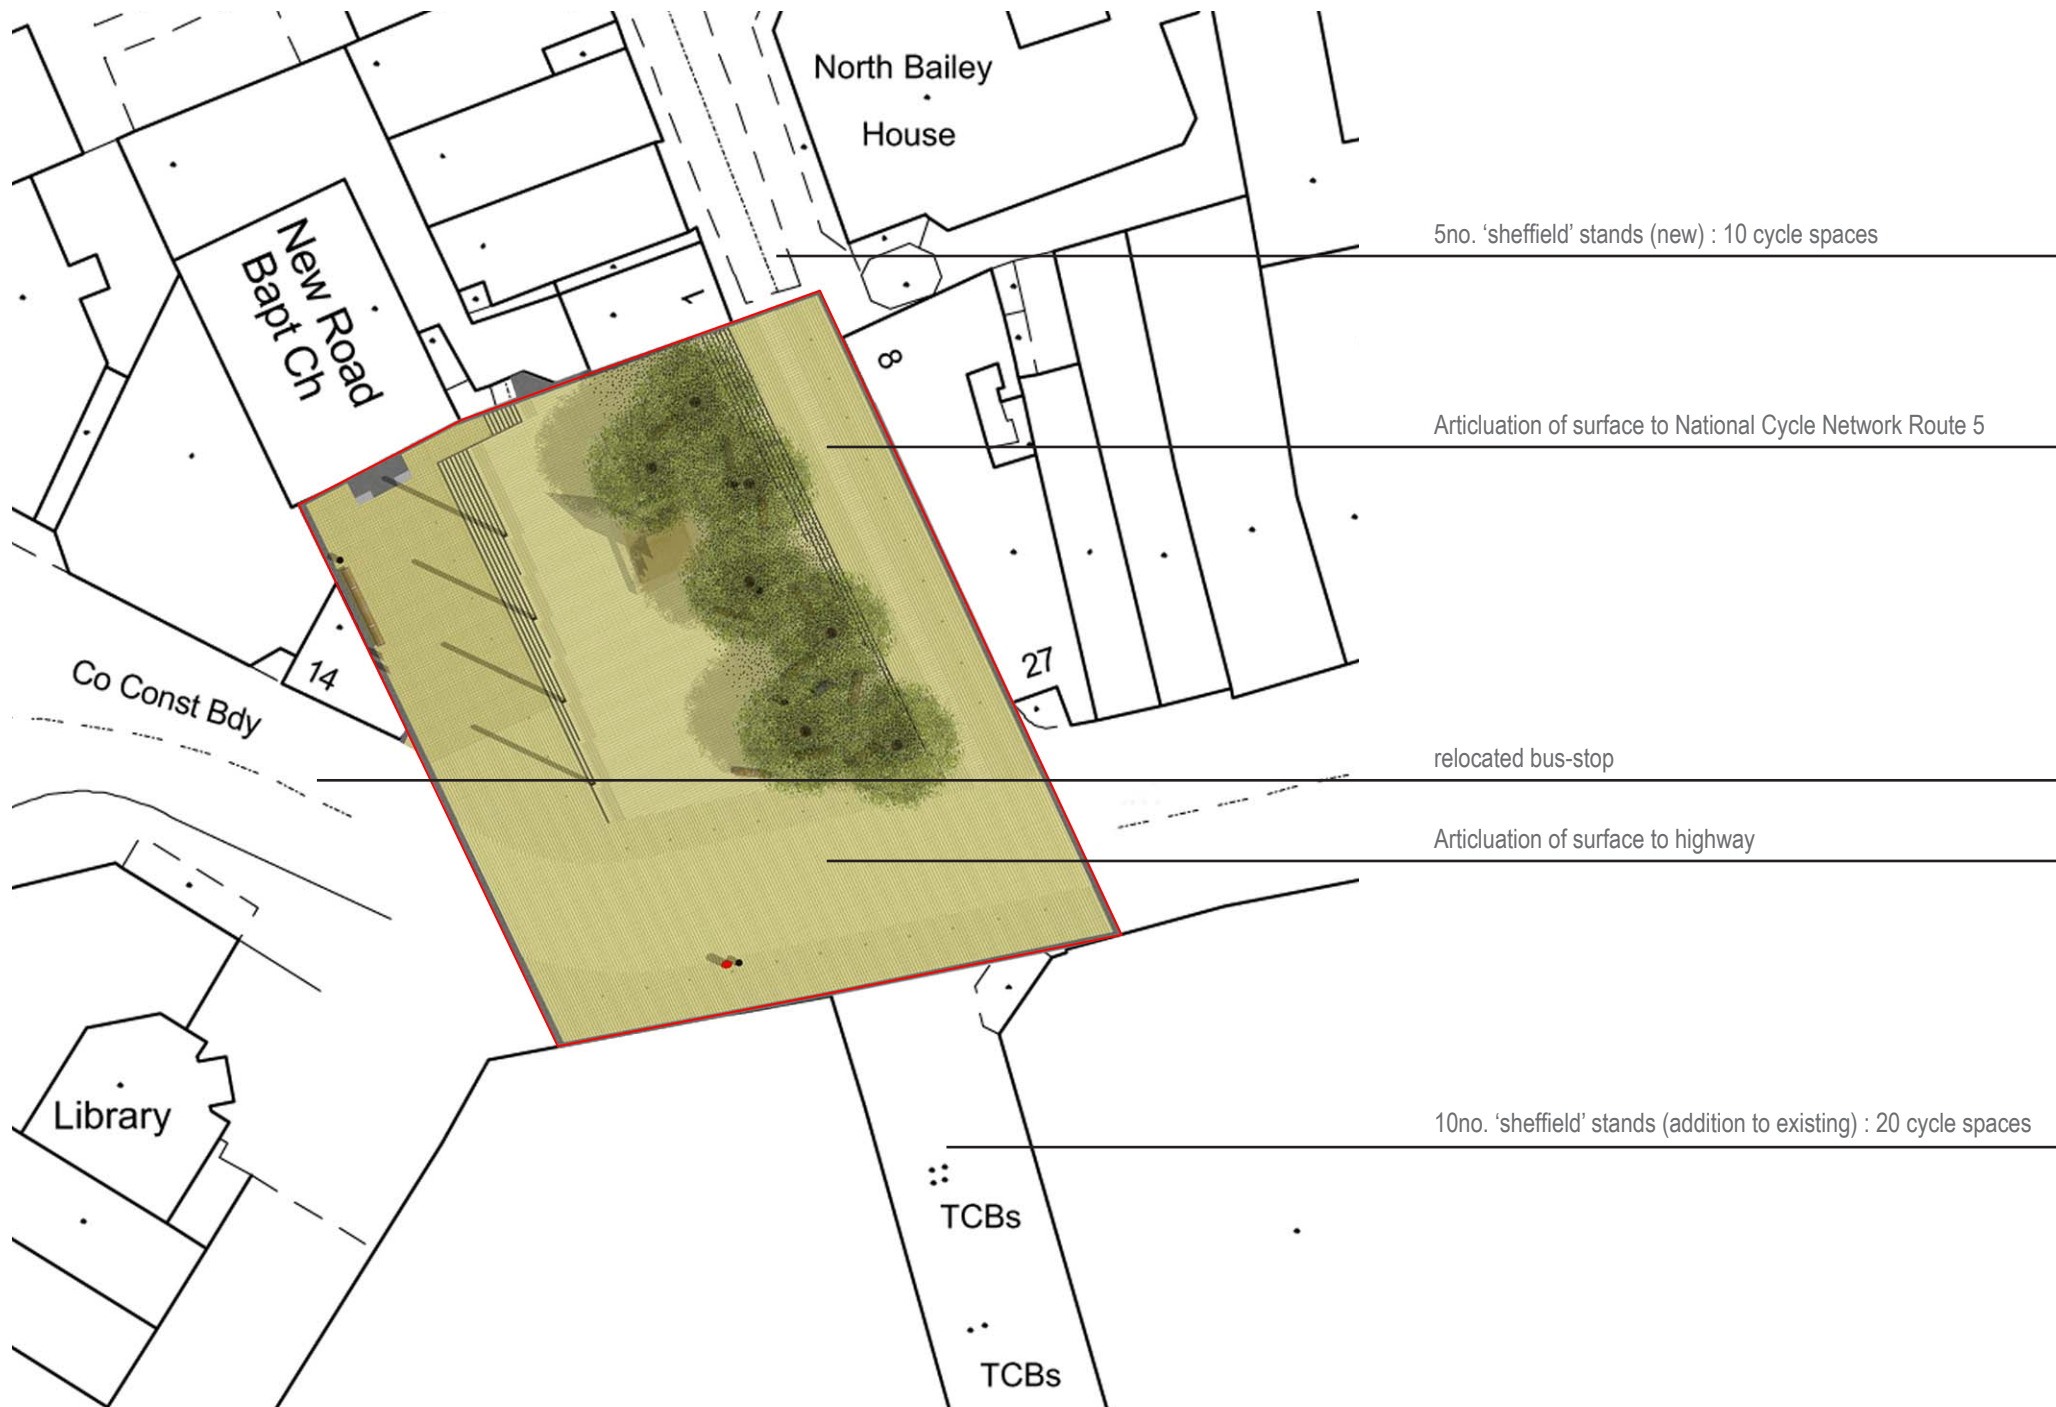 North Bailey
House
New Road
Bapt Ch
1
8
5no. ‘sheffield’ stands (new) : 10 cycle spaces
Articluation of surface to National Cycle Network Route 5
27
14
Co Const Bdy
relocated bus-stop
Articluation of surface to highway
Library
10no. ‘sheffield’ stands (addition to existing) : 20 cycle spaces
TCBs
TCBs